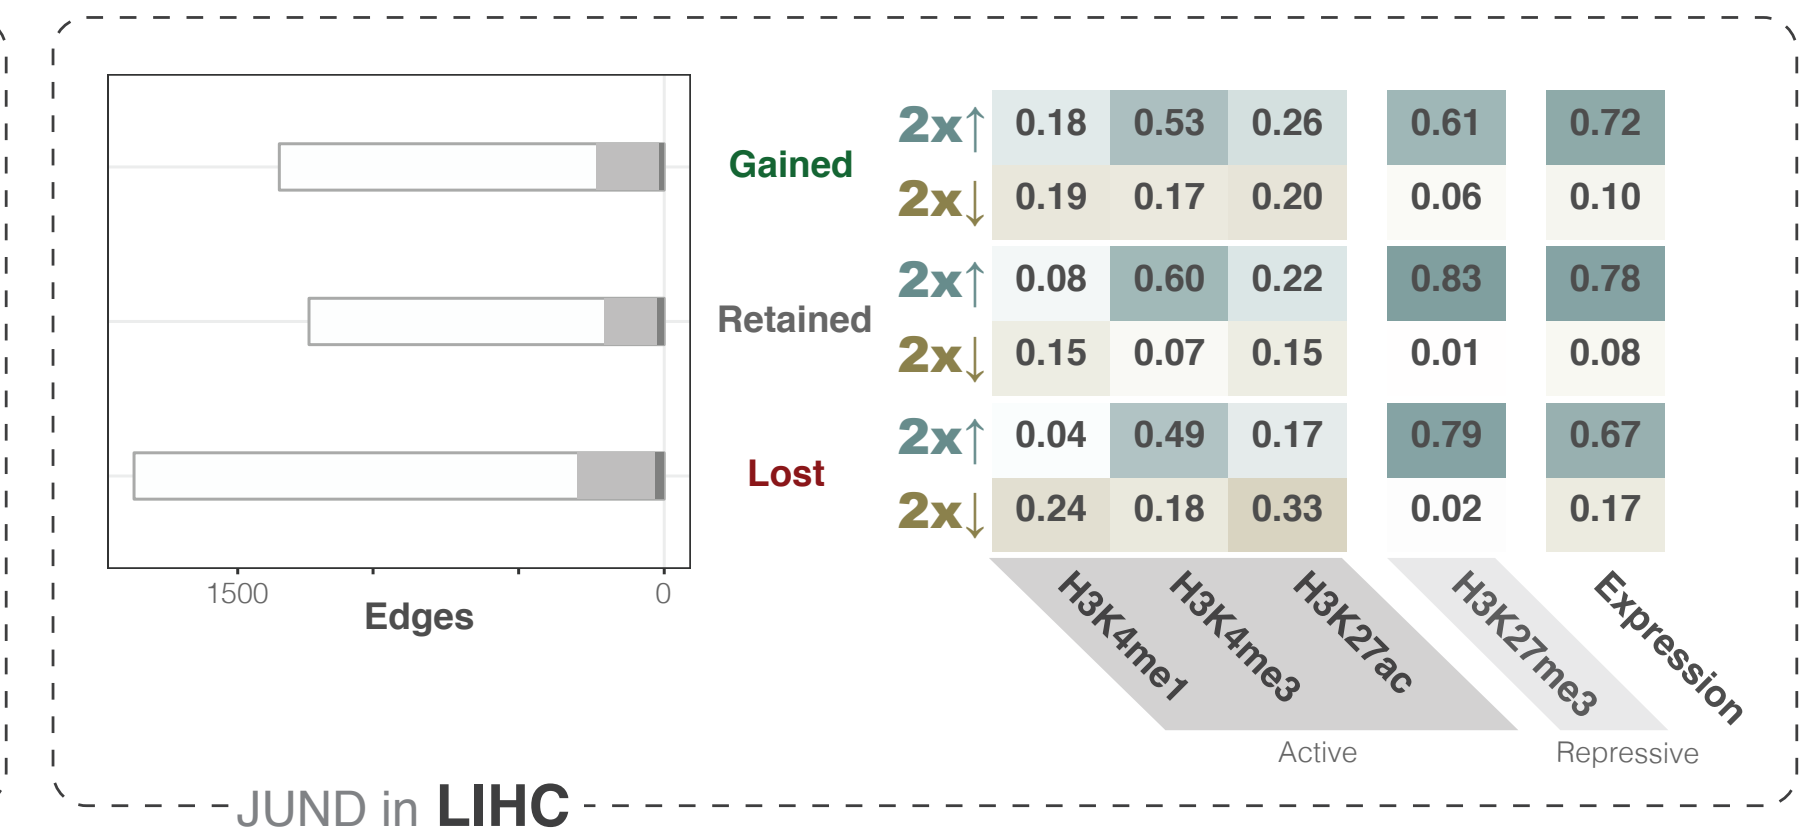 2x↑ 0.18 0.53 0.26 0.61 0.72
Gained
2x↓ 0.19 0.17 0.20 0.06 0.10
2x↑ 0.08 0.60 0.22 0.83 0.78
Retained
2x↓ 0.15 0.07 0.15 0.01 0.08
2x↑ 0.04 0.49 0.17 0.79 0.67
Lost
2x↓ 0.24 0.18 0.33 0.02 0.17
1500 0
Edges
H3K4me1
H3K4me3
H3K27ac
H3K27me3
Expression
Active
Repressive
JUND in LIHC